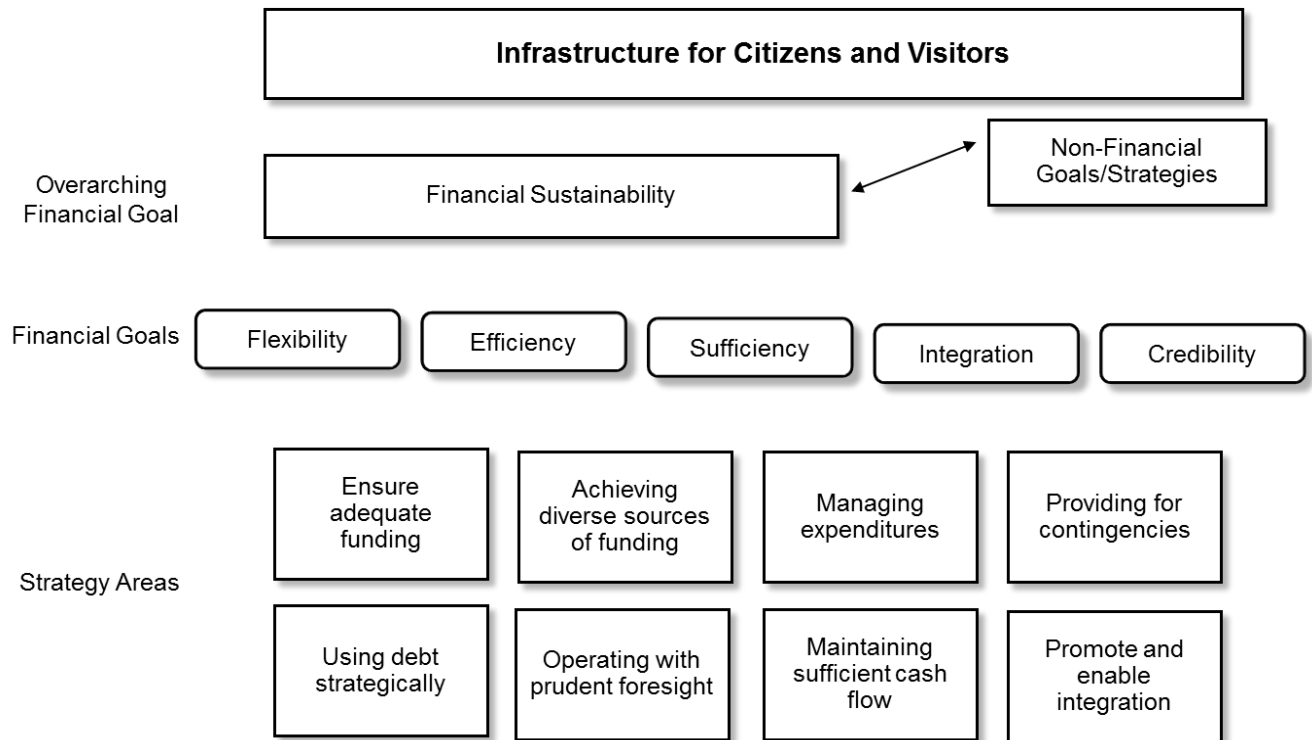 Infrastructure for Citizens and Visitors
Overarching
Financial Goal
Financial Sustainability
Non-Financial
Goals/Strategies
Financial Goals
Flexibility
Efficiency
Sufficiency
Integration
Credibility
Strategy Areas
Ensure
adequate
funding
Achieving
diverse sources
of funding
Managing
expenditures
Providing for
contingencies
Using debt
strategically
Operating with
prudent foresight
Maintaining
sufficient cash
flow
Promote and
enable
integration